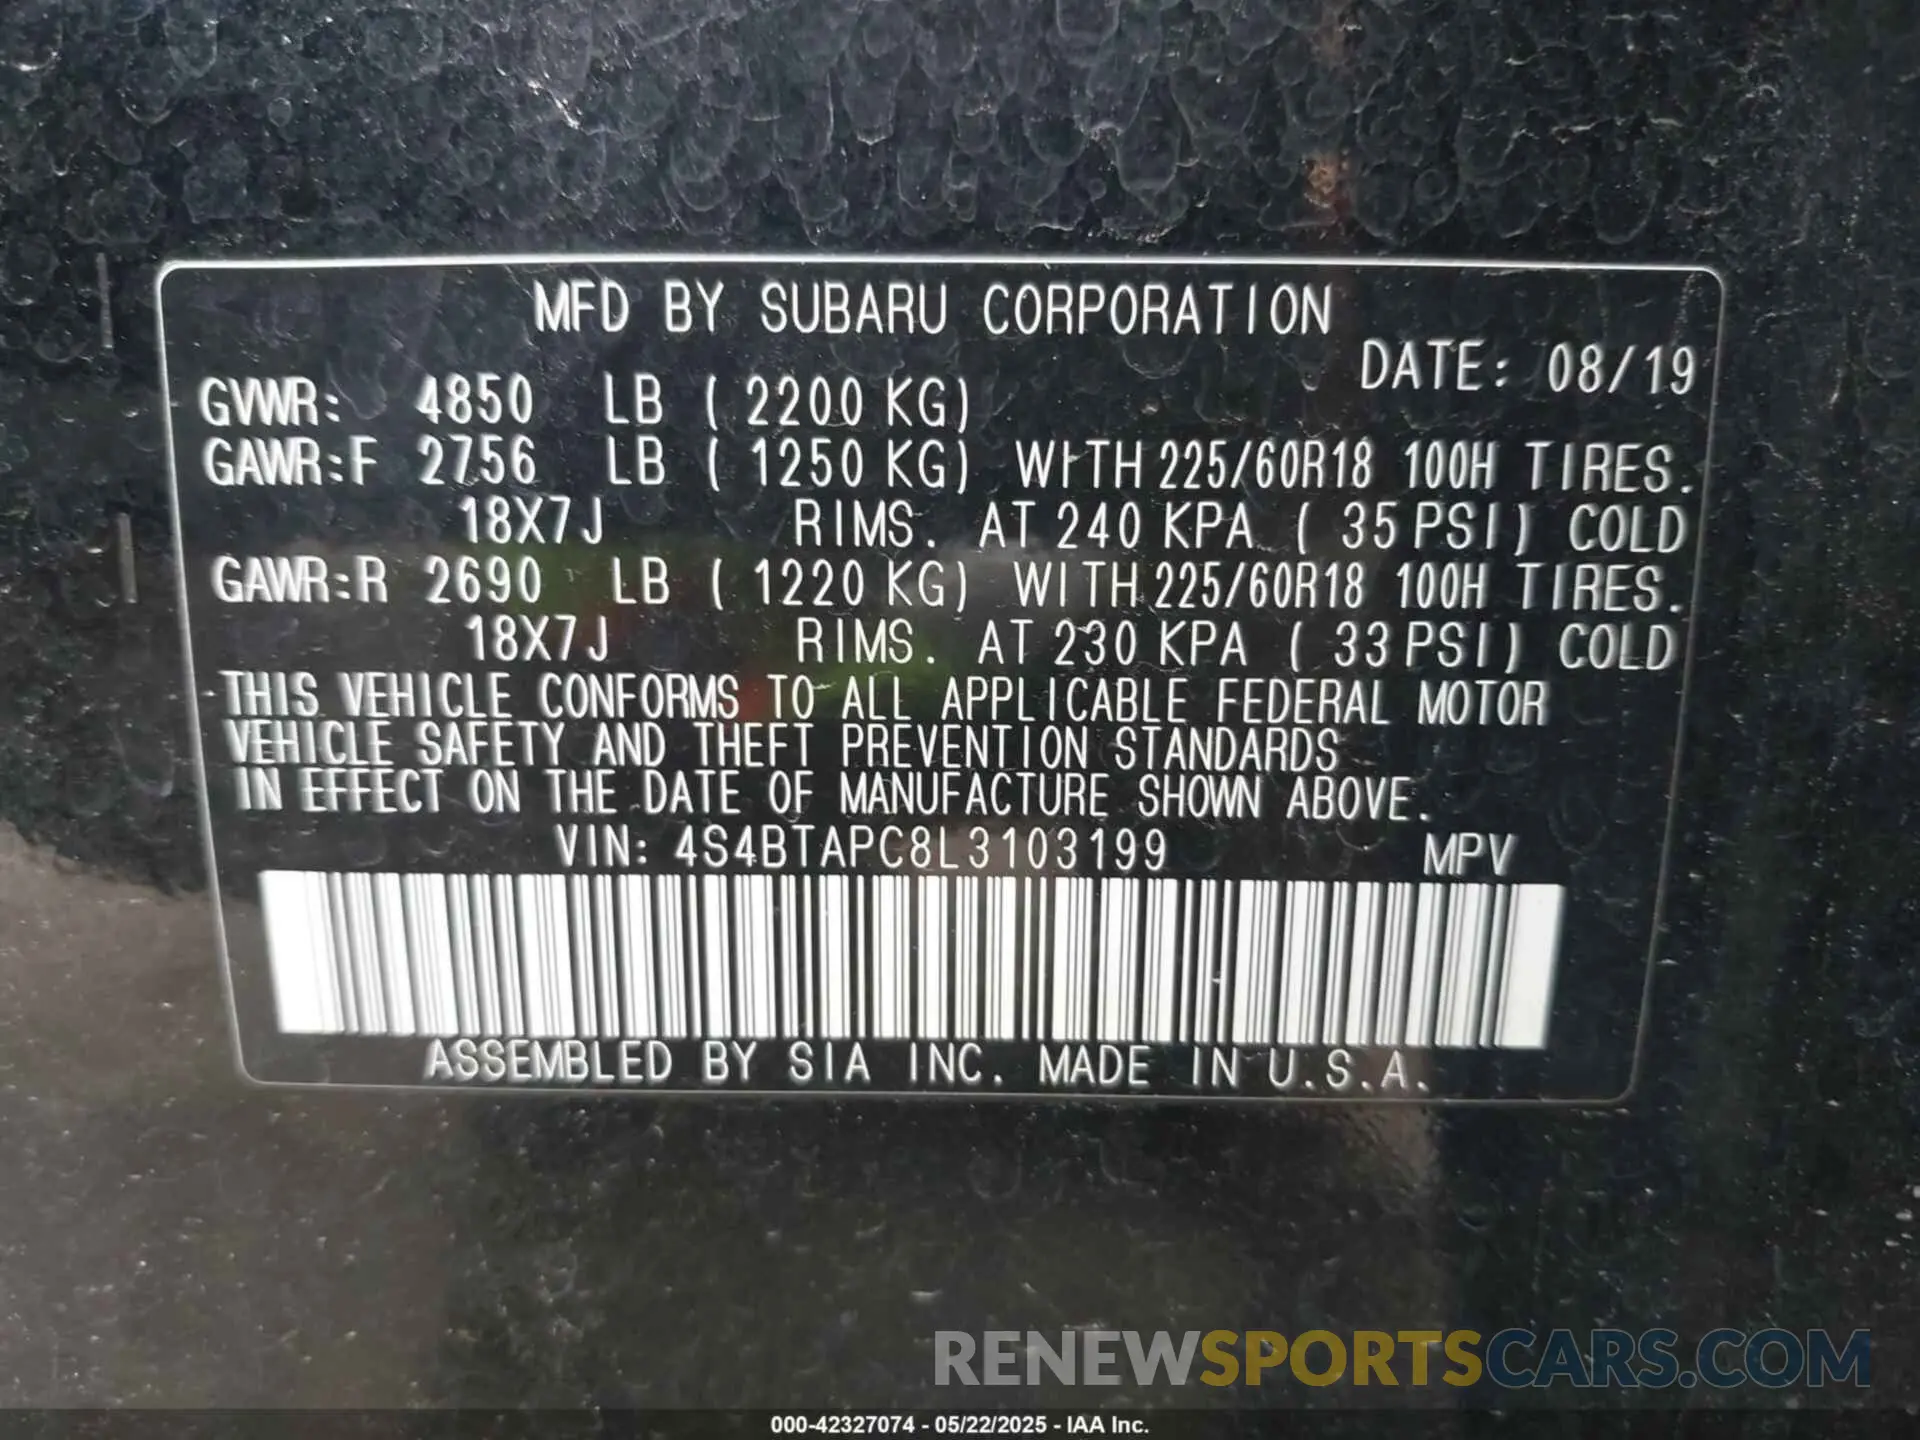 MFD BY SUBARU CORPORATION
DATE: 08/19
GVWR: 4850 LB ( 2200 KG)
GAWR:F 2756 LB ( 1250 KG) WITH 225/60R18 100H TIRES.
18X7J RIMS. AT 240 KPA ( 35 PSI) COLD
GAWR:R 2690 LB ( 1220 KG) WITH 225/60R18 100H TIRES.
18X7J RIMS. AT 230 KPA ( 33 PSI) COLD
THIS VEHICLE CONFORMS TO ALL APPLICABLE FEDERAL MOTOR
VEHICLE SAFETY AND THEFT PREVENTION STANDARDS
IN EFFECT ON THE DATE OF MANUFACTURE SHOWN ABOVE.
VIN: 4S4BTAPC8L3103199 MPV
ASSEMBLED BY SIA INC. MADE IN U.S.A.
RENEWSPORTSCARS.COM
000-42327074 - 05/22/2025 - IAA Inc.